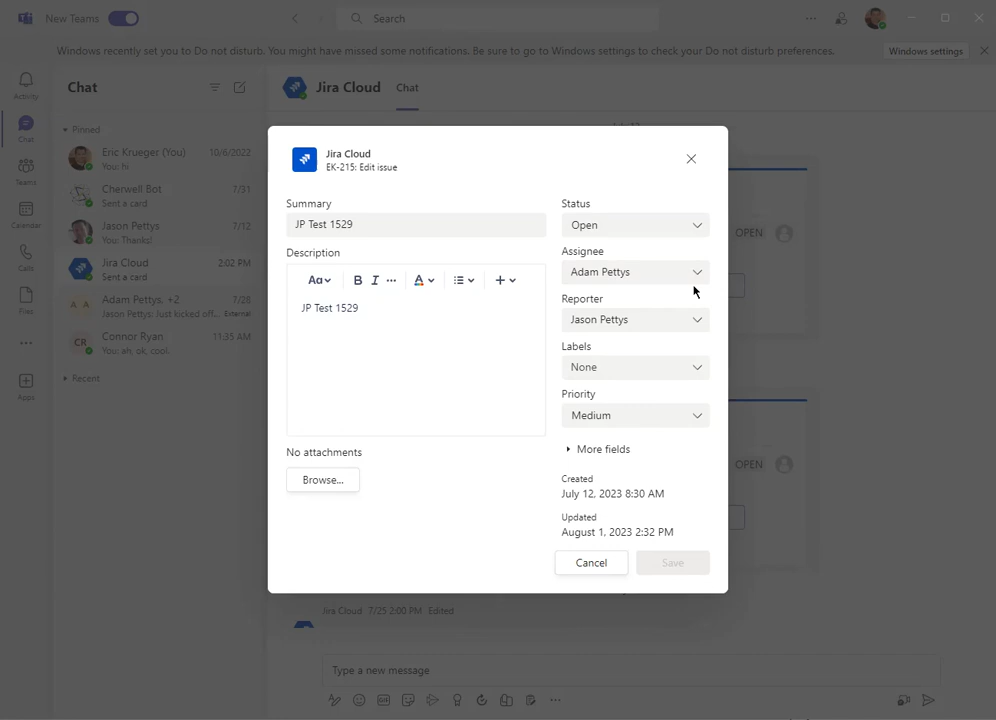 New Teams
Search
Windows recently set you to Do not disturb. You might have missed some notifications. Be sure to go to Windows settings to check your Do not disturb preferences.
Windows settings
Activity
Chat
Teams
Calendar
Calls
Files
Apps
Chat
Pinned
Eric Krueger (You) 10/6/2022
You: hi
Cherwell Bot 7/31
Sent a card
Jason Pettys 7/12
You: Thanks!
Jira Cloud 2:02 PM
Sent a card
Adam Pettys, +2 7/28
Jason Pettys: Just kicked off... External
Connor Ryan 11:35 AM
You: ah, ok, cool.
Recent
A A
CR
Jira Cloud Chat
Jira Cloud
EK-215: Edit issue
Summary
JP Test 1529
Description
Aa B I A
JP Test 1529
No attachments
Browse...
Status
Open
Assignee
Adam Pettys
Reporter
Jason Pettys
Labels
None
Priority
Medium
More fields
Created
July 12, 2023 8:30 AM
Updated
August 1, 2023 2:32 PM
Cancel Save
OPEN
OPEN
Jira Cloud 7/25 2:00 PM Edited
Type a new message
GIF